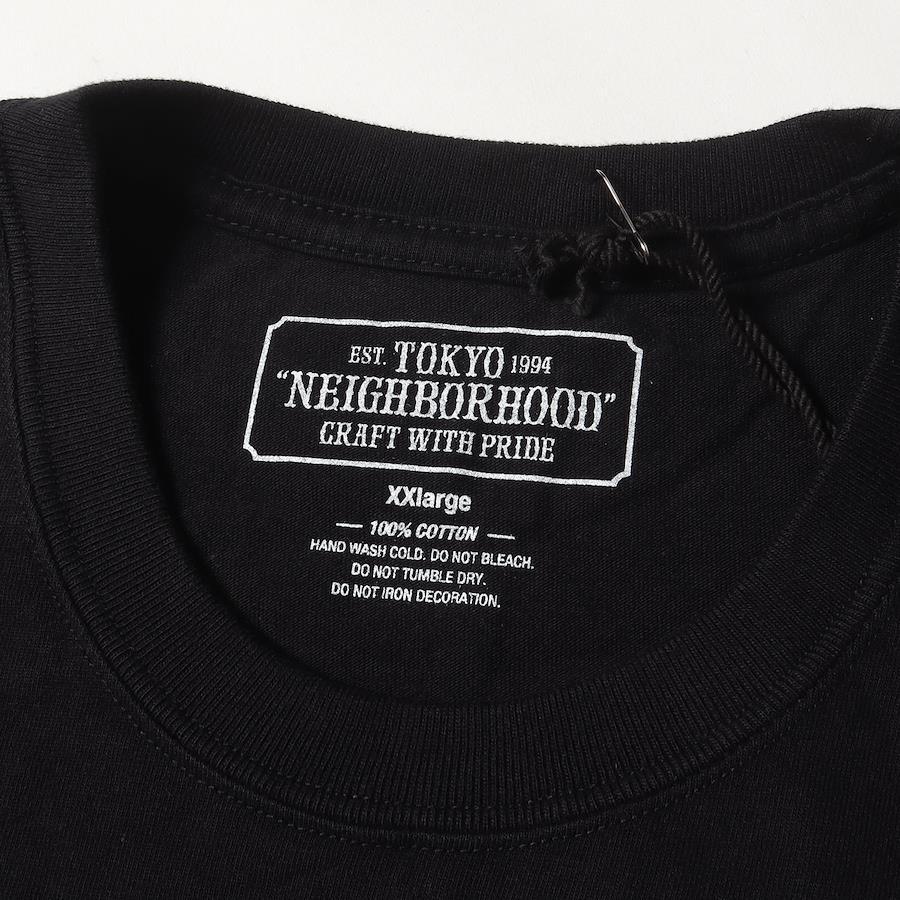 EST. TOKYO 1994
“NEIGHBORHOOD”
CRAFT WITH PRIDE
XXlarge
— 100% COTTON —
HAND WASH COLD. DO NOT BLEACH.
DO NOT TUMBLE DRY.
DO NOT IRON DECORATION.